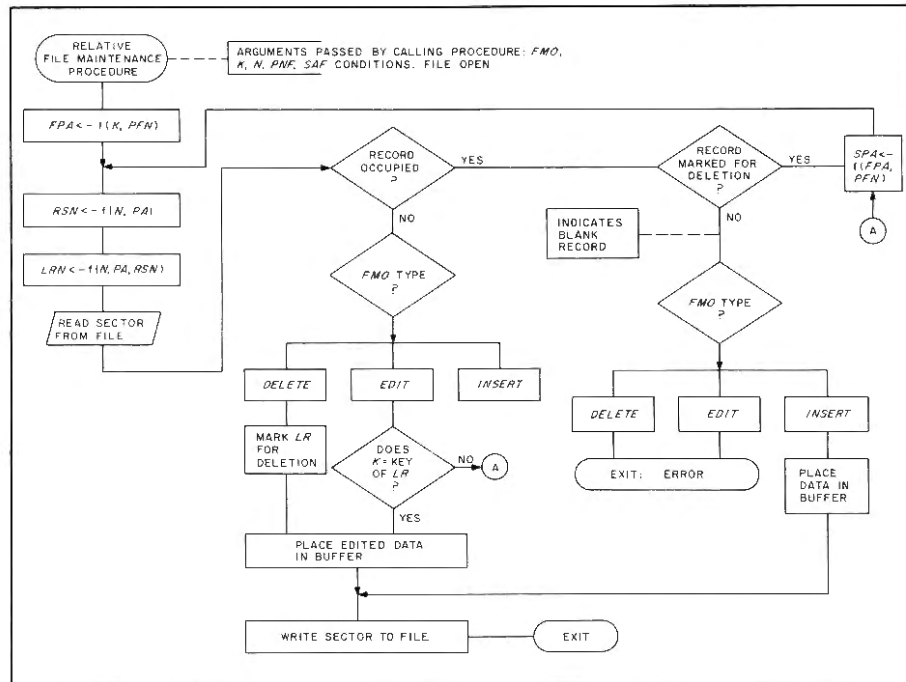 RELATIVE
FILE MAINTENANCE
PROCEDURE
ARGUMENTS PASSED BY CALLING PROCEDURE: FMO,
K, N, PNF, SAF CONDITIONS. FILE OPEN
FPA<-f(K, PFN)
RSN<-f(N, PA)
LRN<-f(N, PA, RSN)
READ SECTOR
FROM FILE
RECORD
OCCUPIED
?
YES
NO
RECORD
MARKED FOR
DELETION
?
YES
NO
SPA<-
f((FPA,
PFN)
A
INDICATES
BLANK
RECORD
FMO TYPE
?
DELETE
EDIT
INSERT
MARK LR
FOR
DELETION
DOES
K=KEY
OF LR
?
NO
A
YES
PLACE EDITED DATA
IN BUFFER
FMO TYPE
?
DELETE
EDIT
INSERT
EXIT: ERROR
PLACE
DATA IN
BUFFER
WRITE SECTOR TO FILE
EXIT